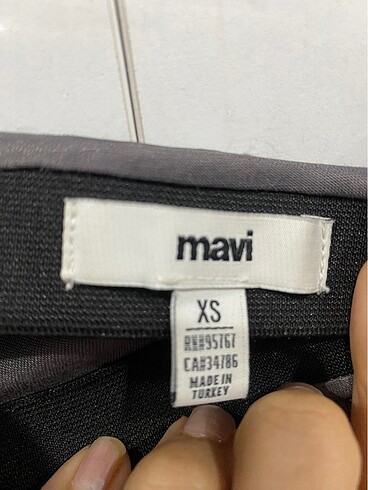 mavi
XS
RN#95767
CA#34786
MADE IN
TURKEY